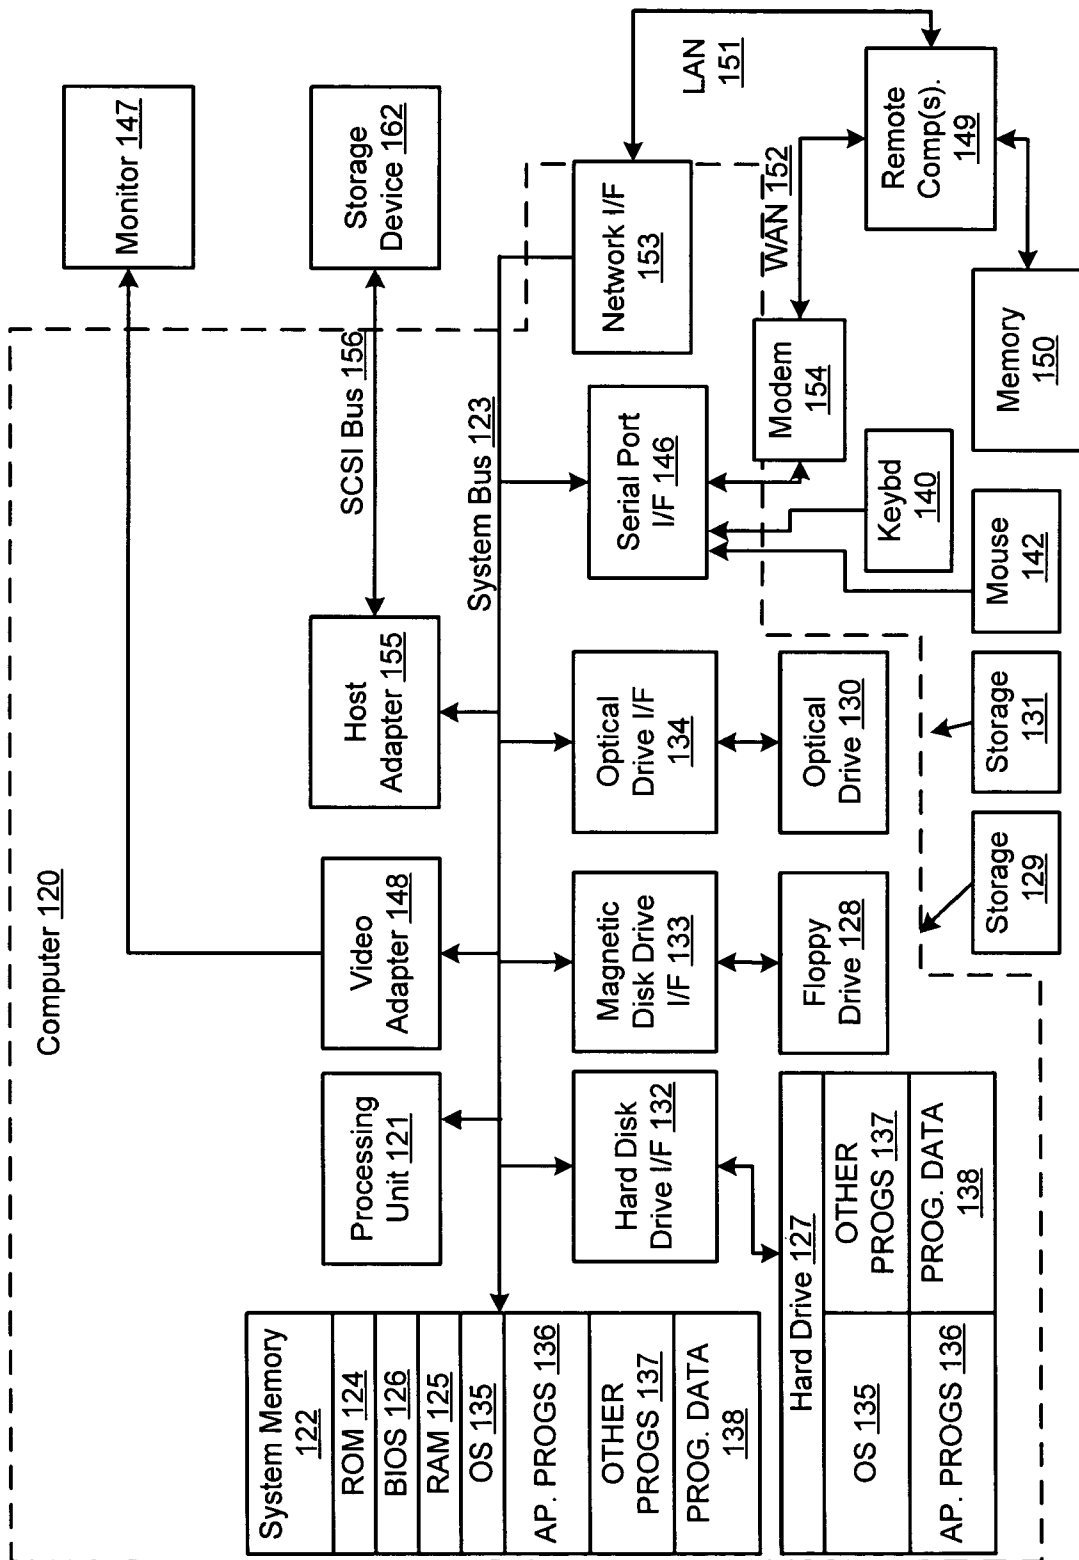 Computer 120
System Memory
122
ROM 124
BIOS 126
RAM 125
OS 135
AP. PROGS 136
OTHER
PROGS 137
PROG. DATA
138
Processing
Unit 121
Video
Adapter 148
Host
Adapter 155
SCSI Bus 156
Monitor 147
Storage
Device 162
System Bus 123
Hard Disk
Drive I/F 132
Magnetic
Disk Drive
I/F 133
Optical
Drive I/F
134
Serial Port
I/F 146
Network I/F
153
LAN
151
Hard Drive 127
OS 135
OTHER
PROGS 137
AP. PROGS 136
PROG. DATA
138
Floppy
Drive 128
Optical
Drive 130
Modem
154
WAN 152
Storage
129
Storage
131
Mouse
142
Keybd
140
Memory
150
Remote
Comp(s).
149